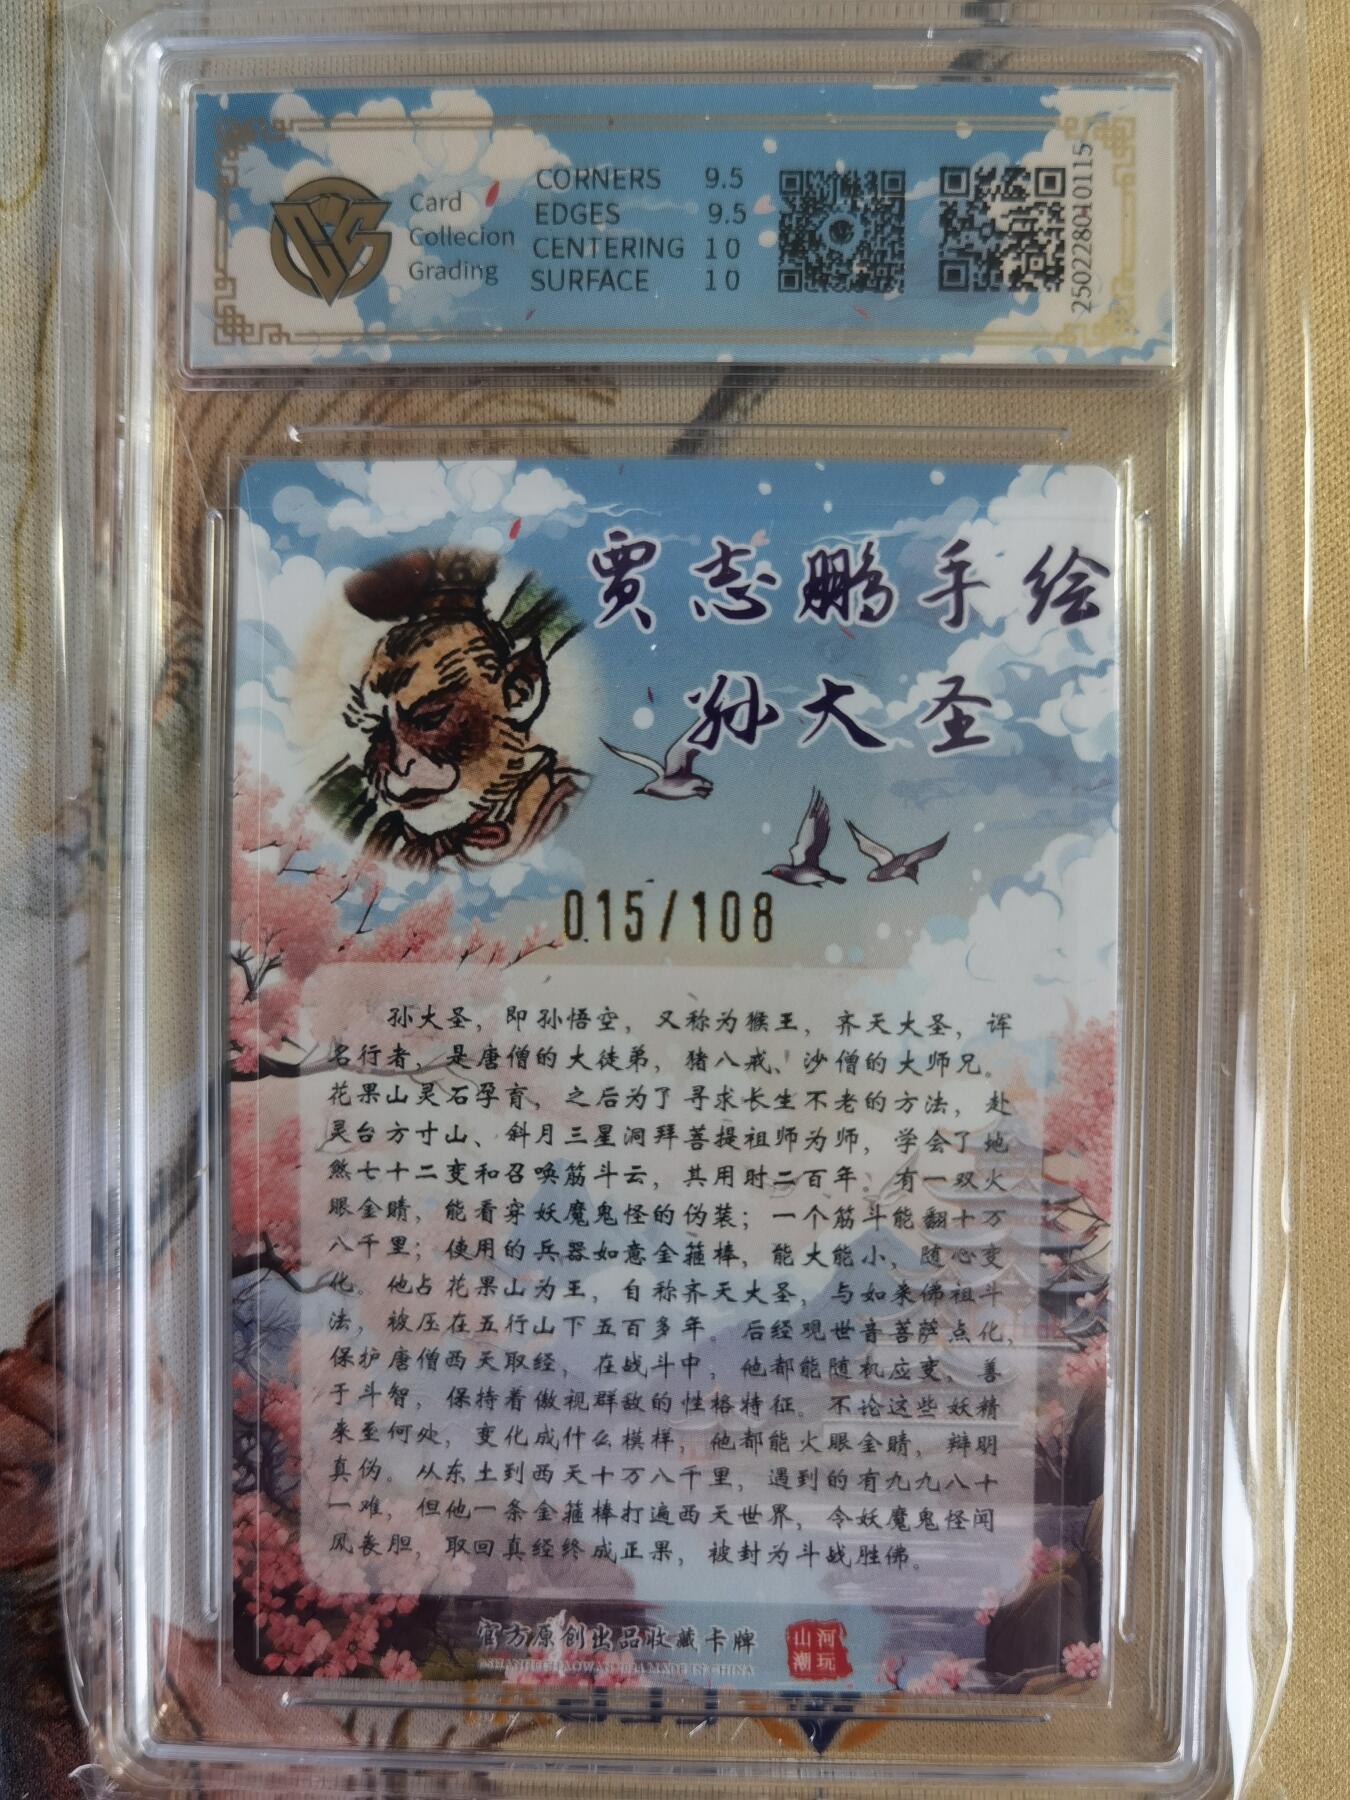 Card
Collecion
Grading
CORNERS 9.5
EDGES 9.5
CENTERING 10
SURFACE 10
2502228010115
贾志鹏手绘
孙大圣
015/108
孙大圣，即孙悟空，又称为猴王，齐天大圣，诨
名行者，是唐僧的大徒弟，猪八戒、沙僧的大师兄。
花果山灵石孕育，之后为了寻求长生不老的方法，赴
灵台方寸山、斜月三星洞拜菩提祖师为师，学会了地
煞七十二变和召唤筋斗云，其用时二百年。有一双火
眼金睛，能看穿妖魔鬼怪的伪装；一个筋斗能翻十万
八千里；使用的兵器如意金箍棒，能大能小，随心变
化。他占花果山为王，自称齐天大圣，与如来佛祖斗
法，被压在五行山下五百多年。后经观世音菩萨点化，
保护唐僧西天取经，在战斗中，他都能随机应变，善
于斗智，保持着傲视群敌的性格特征。不论这些妖精
来至何处，变化成什么模样，他都能火眼金睛，辩明
真伪。从东土到西天十万八千里，遇到的有九九八十
一难，但他一条金箍棒打遍西天世界，令妖魔鬼怪闻
风丧胆，取回真经终成正果，被封为斗战胜佛。
官方原创出品收藏卡牌
MADE IN CHINA
山河
潮玩